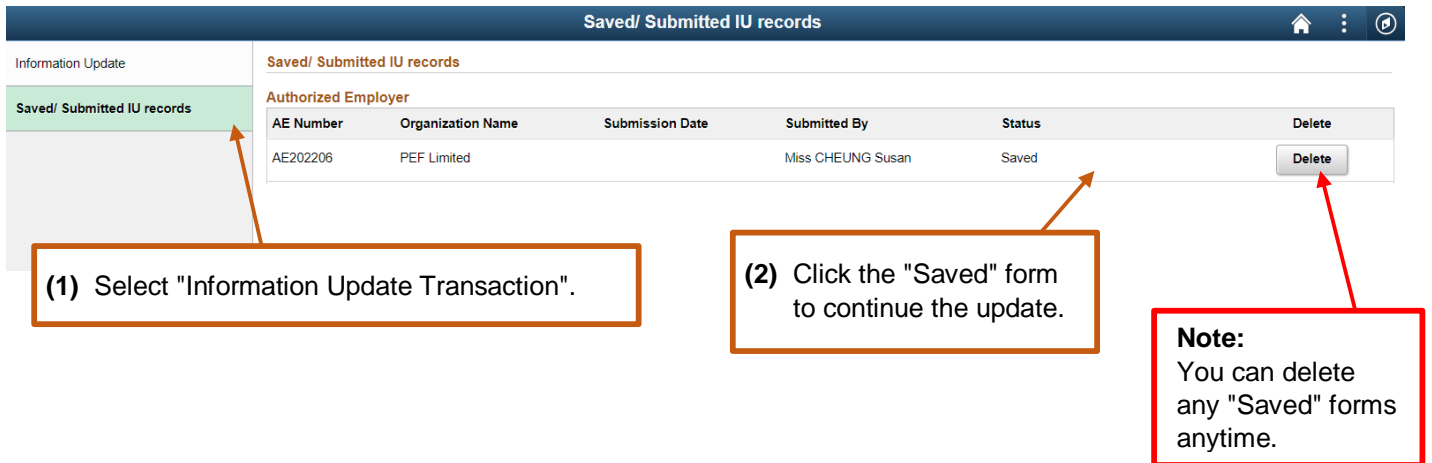 Saved/ Submitted IU records
Information Update
Saved/ Submitted IU records
Saved/ Submitted IU records
Authorized Employer
AE Number Organization Name Submission Date Submitted By Status Delete
AE202206 PEF Limited Miss CHEUNG Susan Saved Delete
(1) Select "Information Update Transaction".
(2) Click the "Saved" form
to continue the update.
Note:
You can delete
any "Saved" forms
anytime.